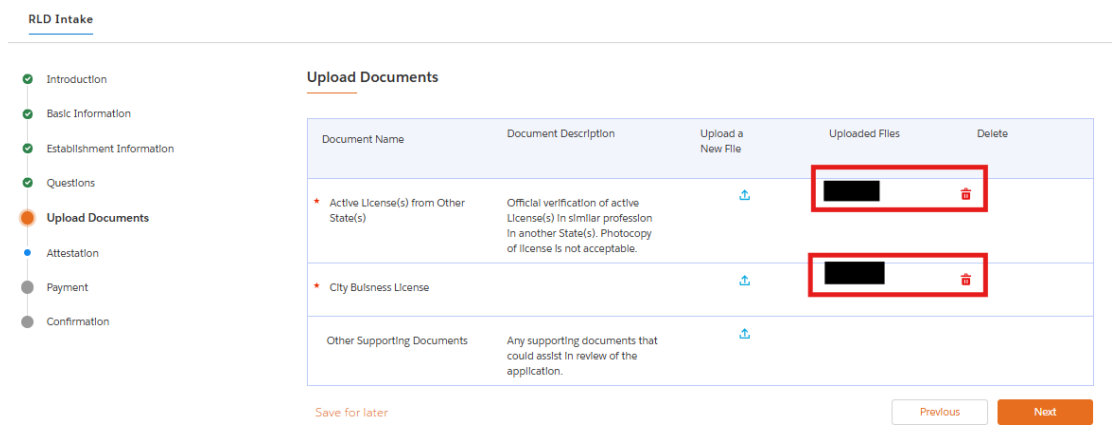 RLD Intake
Introduction
Basic Information
Establishment Information
Questions
Upload Documents
Attestation
Payment
Confirmation
Upload Documents
Document Name
Document Description
Upload a
New File
Uploaded Files
Delete
* Active License(s) from Other
State(s)
Official verification of active
License(s) in similar profession
in another State(s). Photocopy
of license is not acceptable.
* City Buisness License
Other Supporting Documents
Any supporting documents that
could assist in review of the
application.
Save for later
Previous
Next